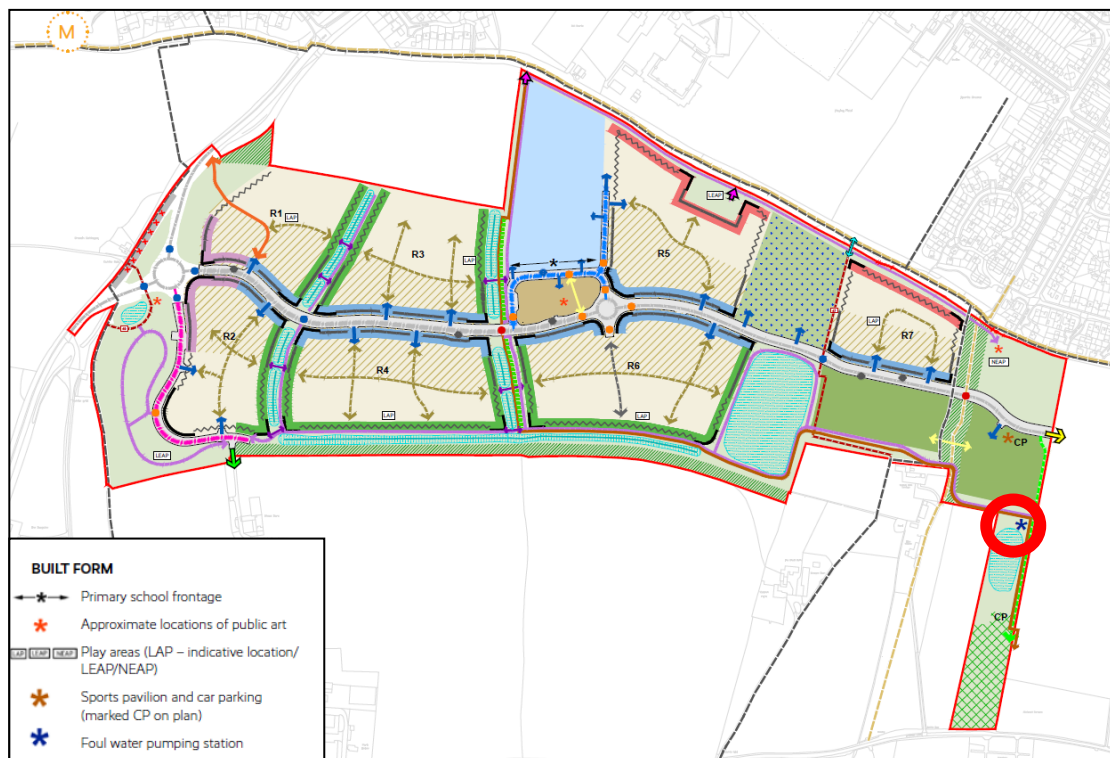 M
LEAP
R1
LAP
R3
LAP
R5
R2
R4
LAP
R6
LAP
LAP
R7
NEAP
CP
LEAP
CP
BUILT FORM
Primary school frontage
Approximate locations of public art
LAP LEAP NEAP Play areas (LAP – indicative location/
LEAP/NEAP)
Sports pavilion and car parking
(marked CP on plan)
Foul water pumping station